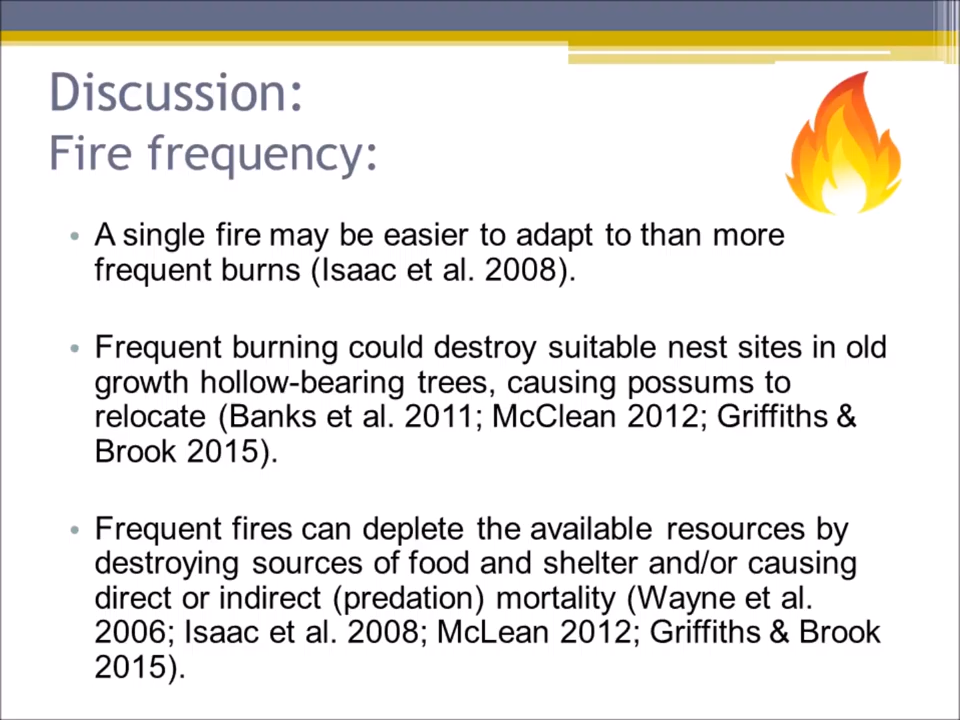 Discussion:
Fire frequency:
• A single fire may be easier to adapt to than more
frequent burns (Isaac et al. 2008).
• Frequent burning could destroy suitable nest sites in old
growth hollow-bearing trees, causing possums to
relocate (Banks et al. 2011; McClean 2012; Griffiths &
Brook 2015).
• Frequent fires can deplete the available resources by
destroying sources of food and shelter and/or causing
direct or indirect (predation) mortality (Wayne et al.
2006; Isaac et al. 2008; McLean 2012; Griffiths & Brook
2015).